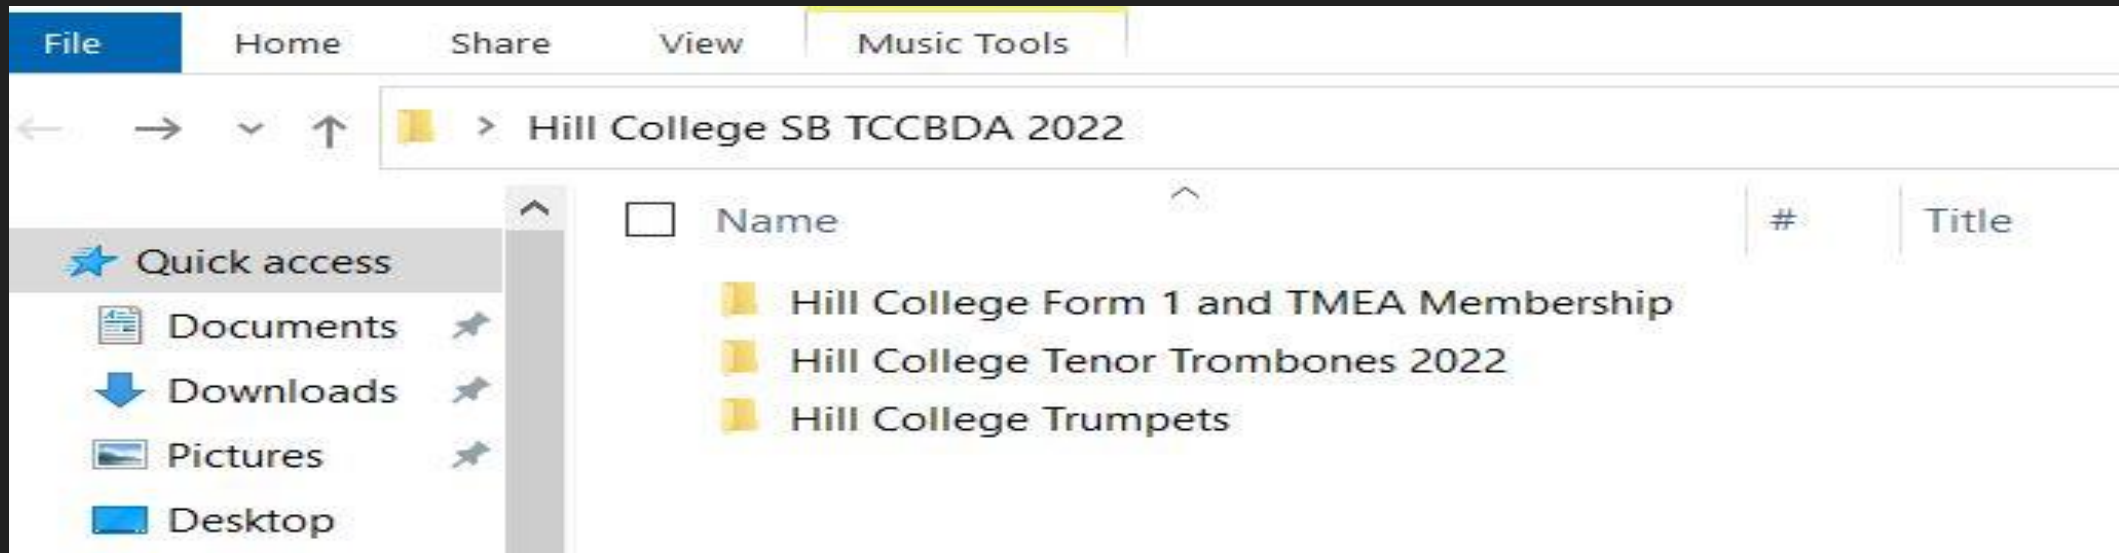 File Home Share View Music Tools
> Hill College SB TCCBDA 2022
Name # Title
Quick access
Documents
Downloads
Pictures
Desktop
Hill College Form 1 and TMEA Membership
Hill College Tenor Trombones 2022
Hill College Trumpets